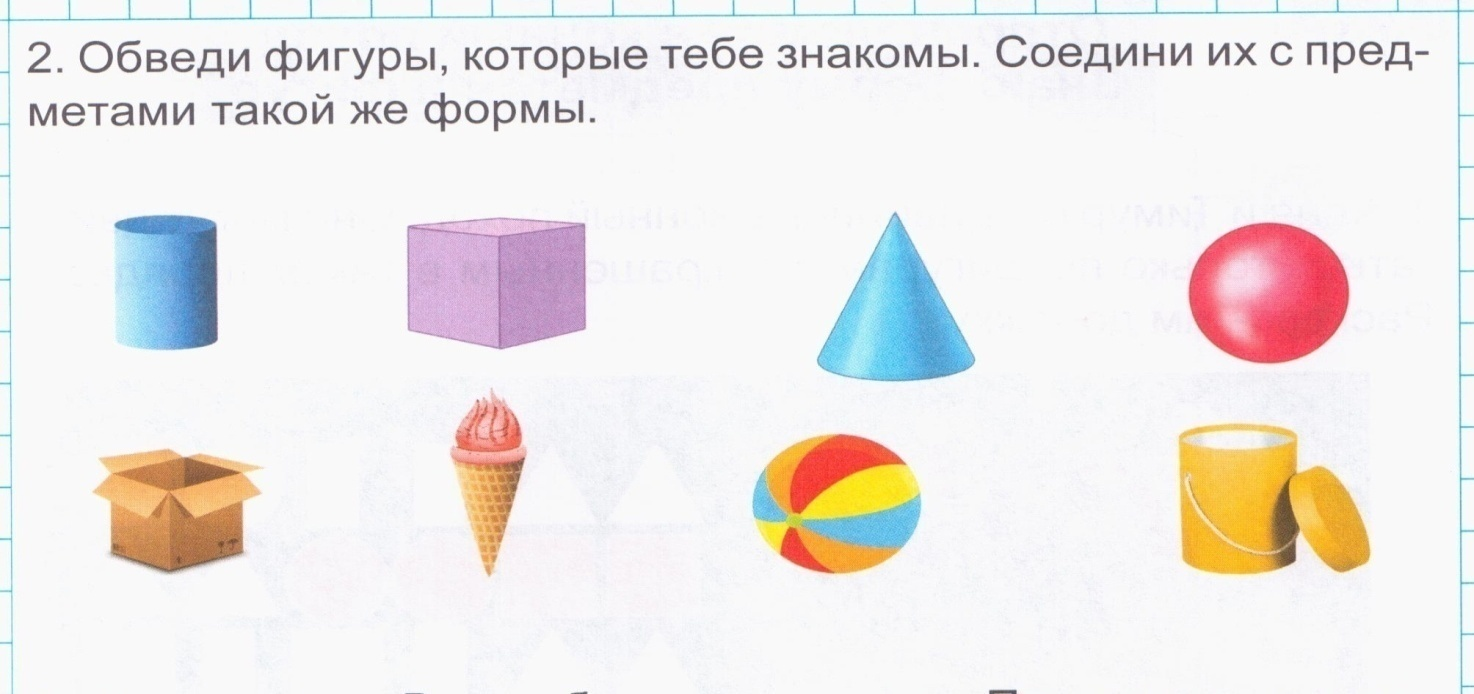 2. Обведи фигуры, которые тебе знакомы. Соедини их с пред-
метами такой же формы.